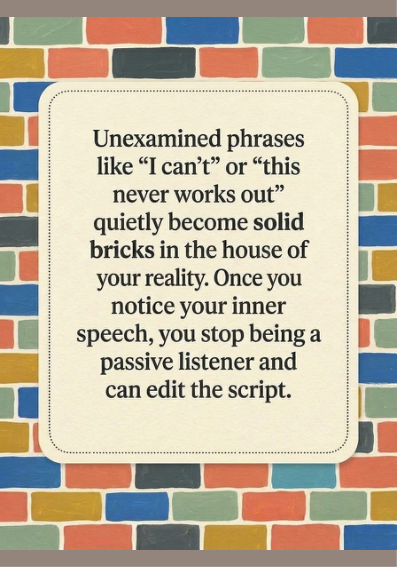 Unexamined phrases
like “I can’t” or “this
never works out”
quietly become solid
bricks in the house of
your reality. Once you
notice your inner
speech, you stop being a
passive listener and
can edit the script.